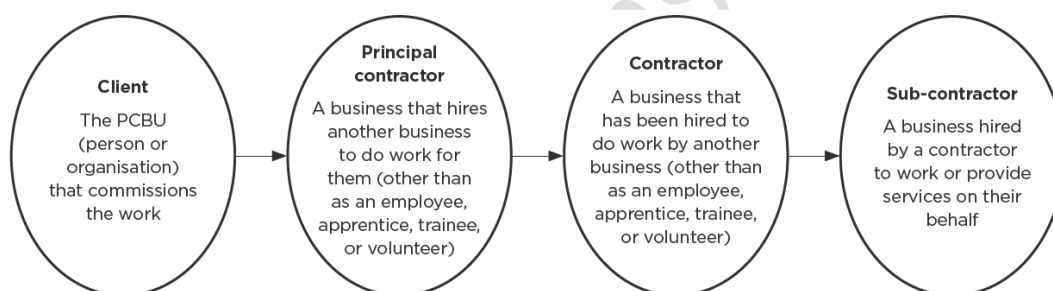 Client
The PCBU
(person or
organisation)
that commissions
the work
Principal
contractor
A business that hires
another business
to do work for
them (other than
as an employee,
apprentice, trainee,
or volunteer)
Contractor
A business that
has been hired to
do work by another
business (other than
as an employee,
apprentice, trainee,
or volunteer)
Sub-contractor
A business hired
by a contractor
to work or provide
services on their
behalf